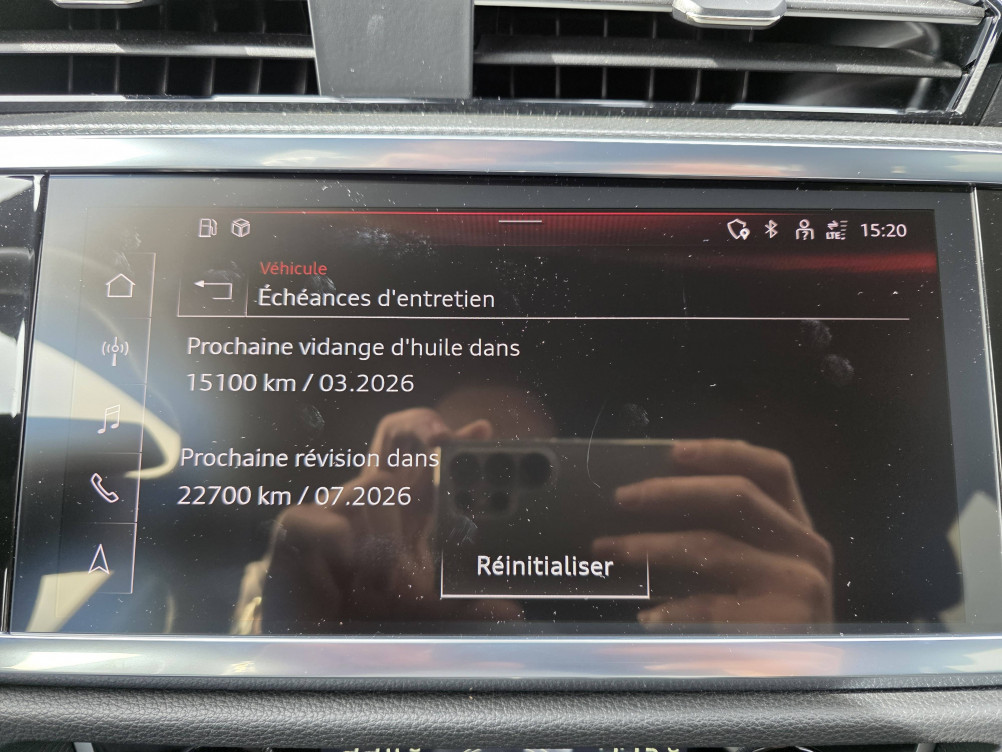 LTE 15:20
Véhicule
Échéances d'entretien
Prochaine vidange d'huile dans
15100 km / 03.2026
Prochaine révision dans
22700 km / 07.2026
Réinitialiser